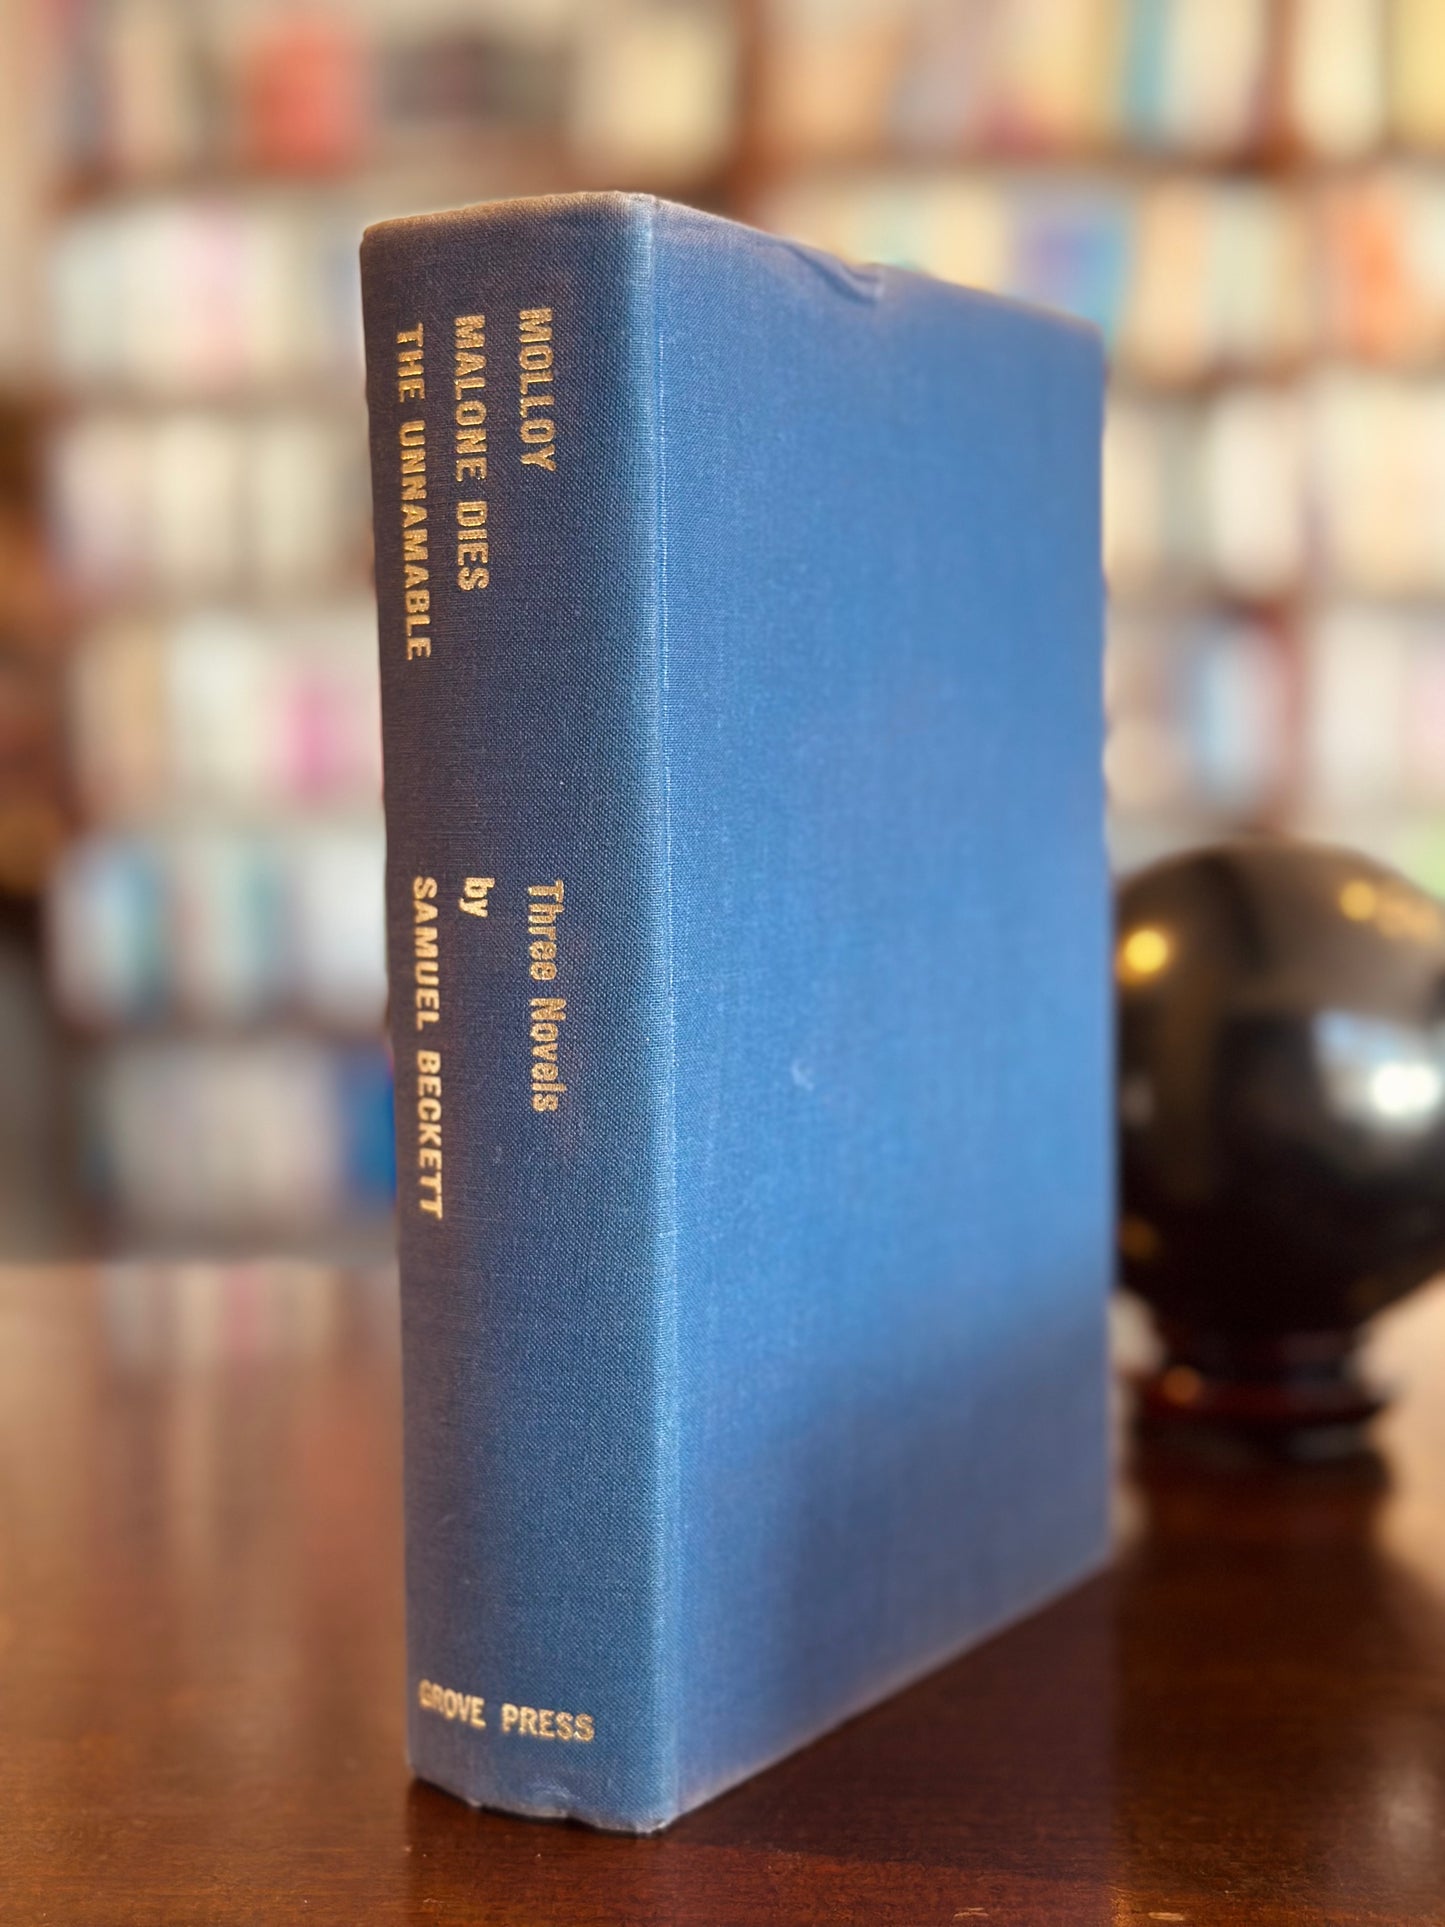 MOLLOY
MALONE DIES
THE UNNAMABLE
Three Novels
by
SAMUEL BECKETT
GROVE PRESS